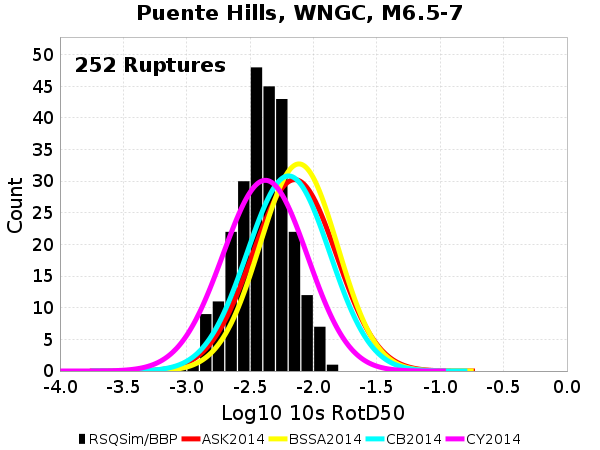 Puente Hills, WNGC, M6.5-7
252 Ruptures
Count
50
45
40
35
30
25
20
15
10
5
0
-4.0 -3.5 -3.0 -2.5 -2.0 -1.5 -1.0 -0.5 0.0
Log10 10s RotD50
RSQSim/BBP ASK2014 BSSA2014 CB2014 CY2014